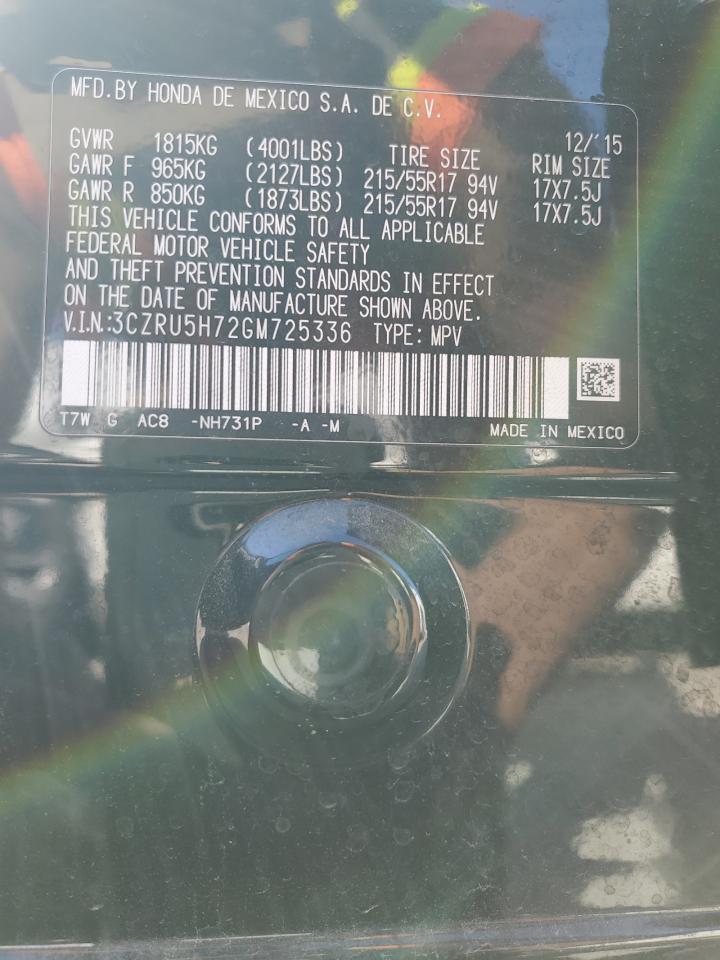 MFD.BY HONDA DE MEXICO S.A. DE C.V.
12/'15
GVWR 1815KG (4001LBS) TIRE SIZE RIM SIZE
GAWR F 965KG (2127LBS) 215/55R17 94V 17X7.5J
GAWR R 850KG (1873LBS) 215/55R17 94V 17X7.5J
THIS VEHICLE CONFORMS TO ALL APPLICABLE
FEDERAL MOTOR VEHICLE SAFETY
AND THEFT PREVENTION STANDARDS IN EFFECT
ON THE DATE OF MANUFACTURE SHOWN ABOVE.
V.I.N.:3CZRU5H72GM725336 TYPE: MPV
T7W G AC8 -NH731P -A -M MADE IN MEXICO